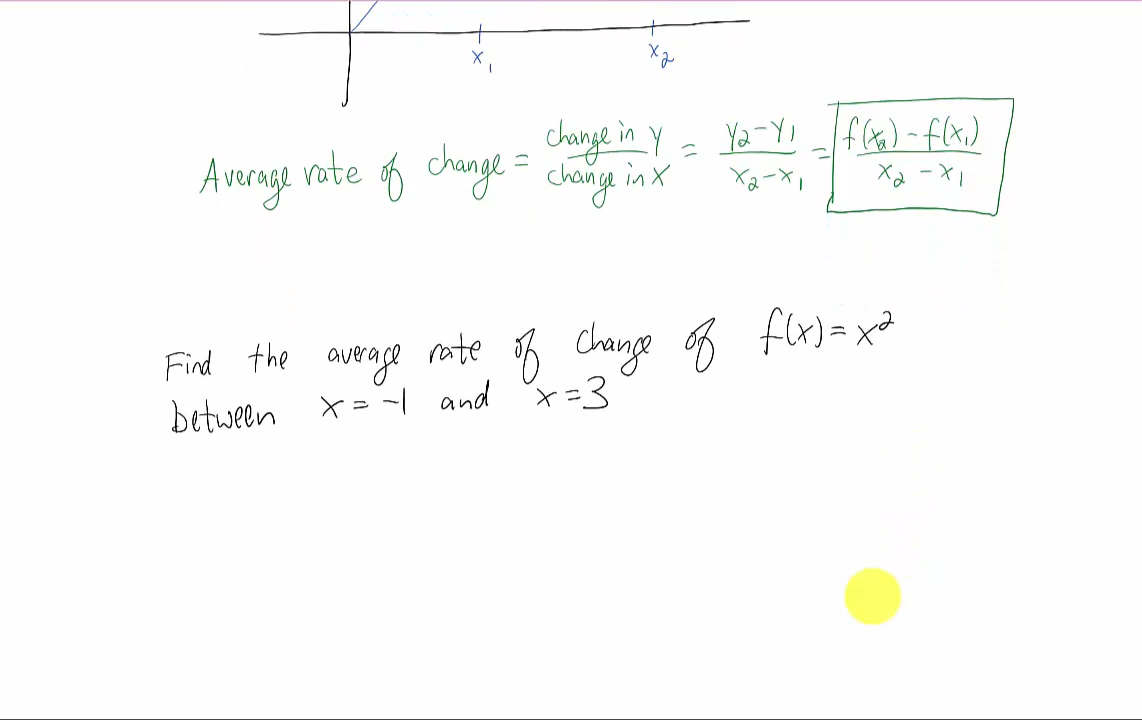 x₁ x₂
Average rate of change = change in y / change in x = y₂-y₁ / x₂-x₁ = f(x₂)-f(x₁) / x₂-x₁
Find the average rate of change of f(x)=x²
between x=-1 and x=3